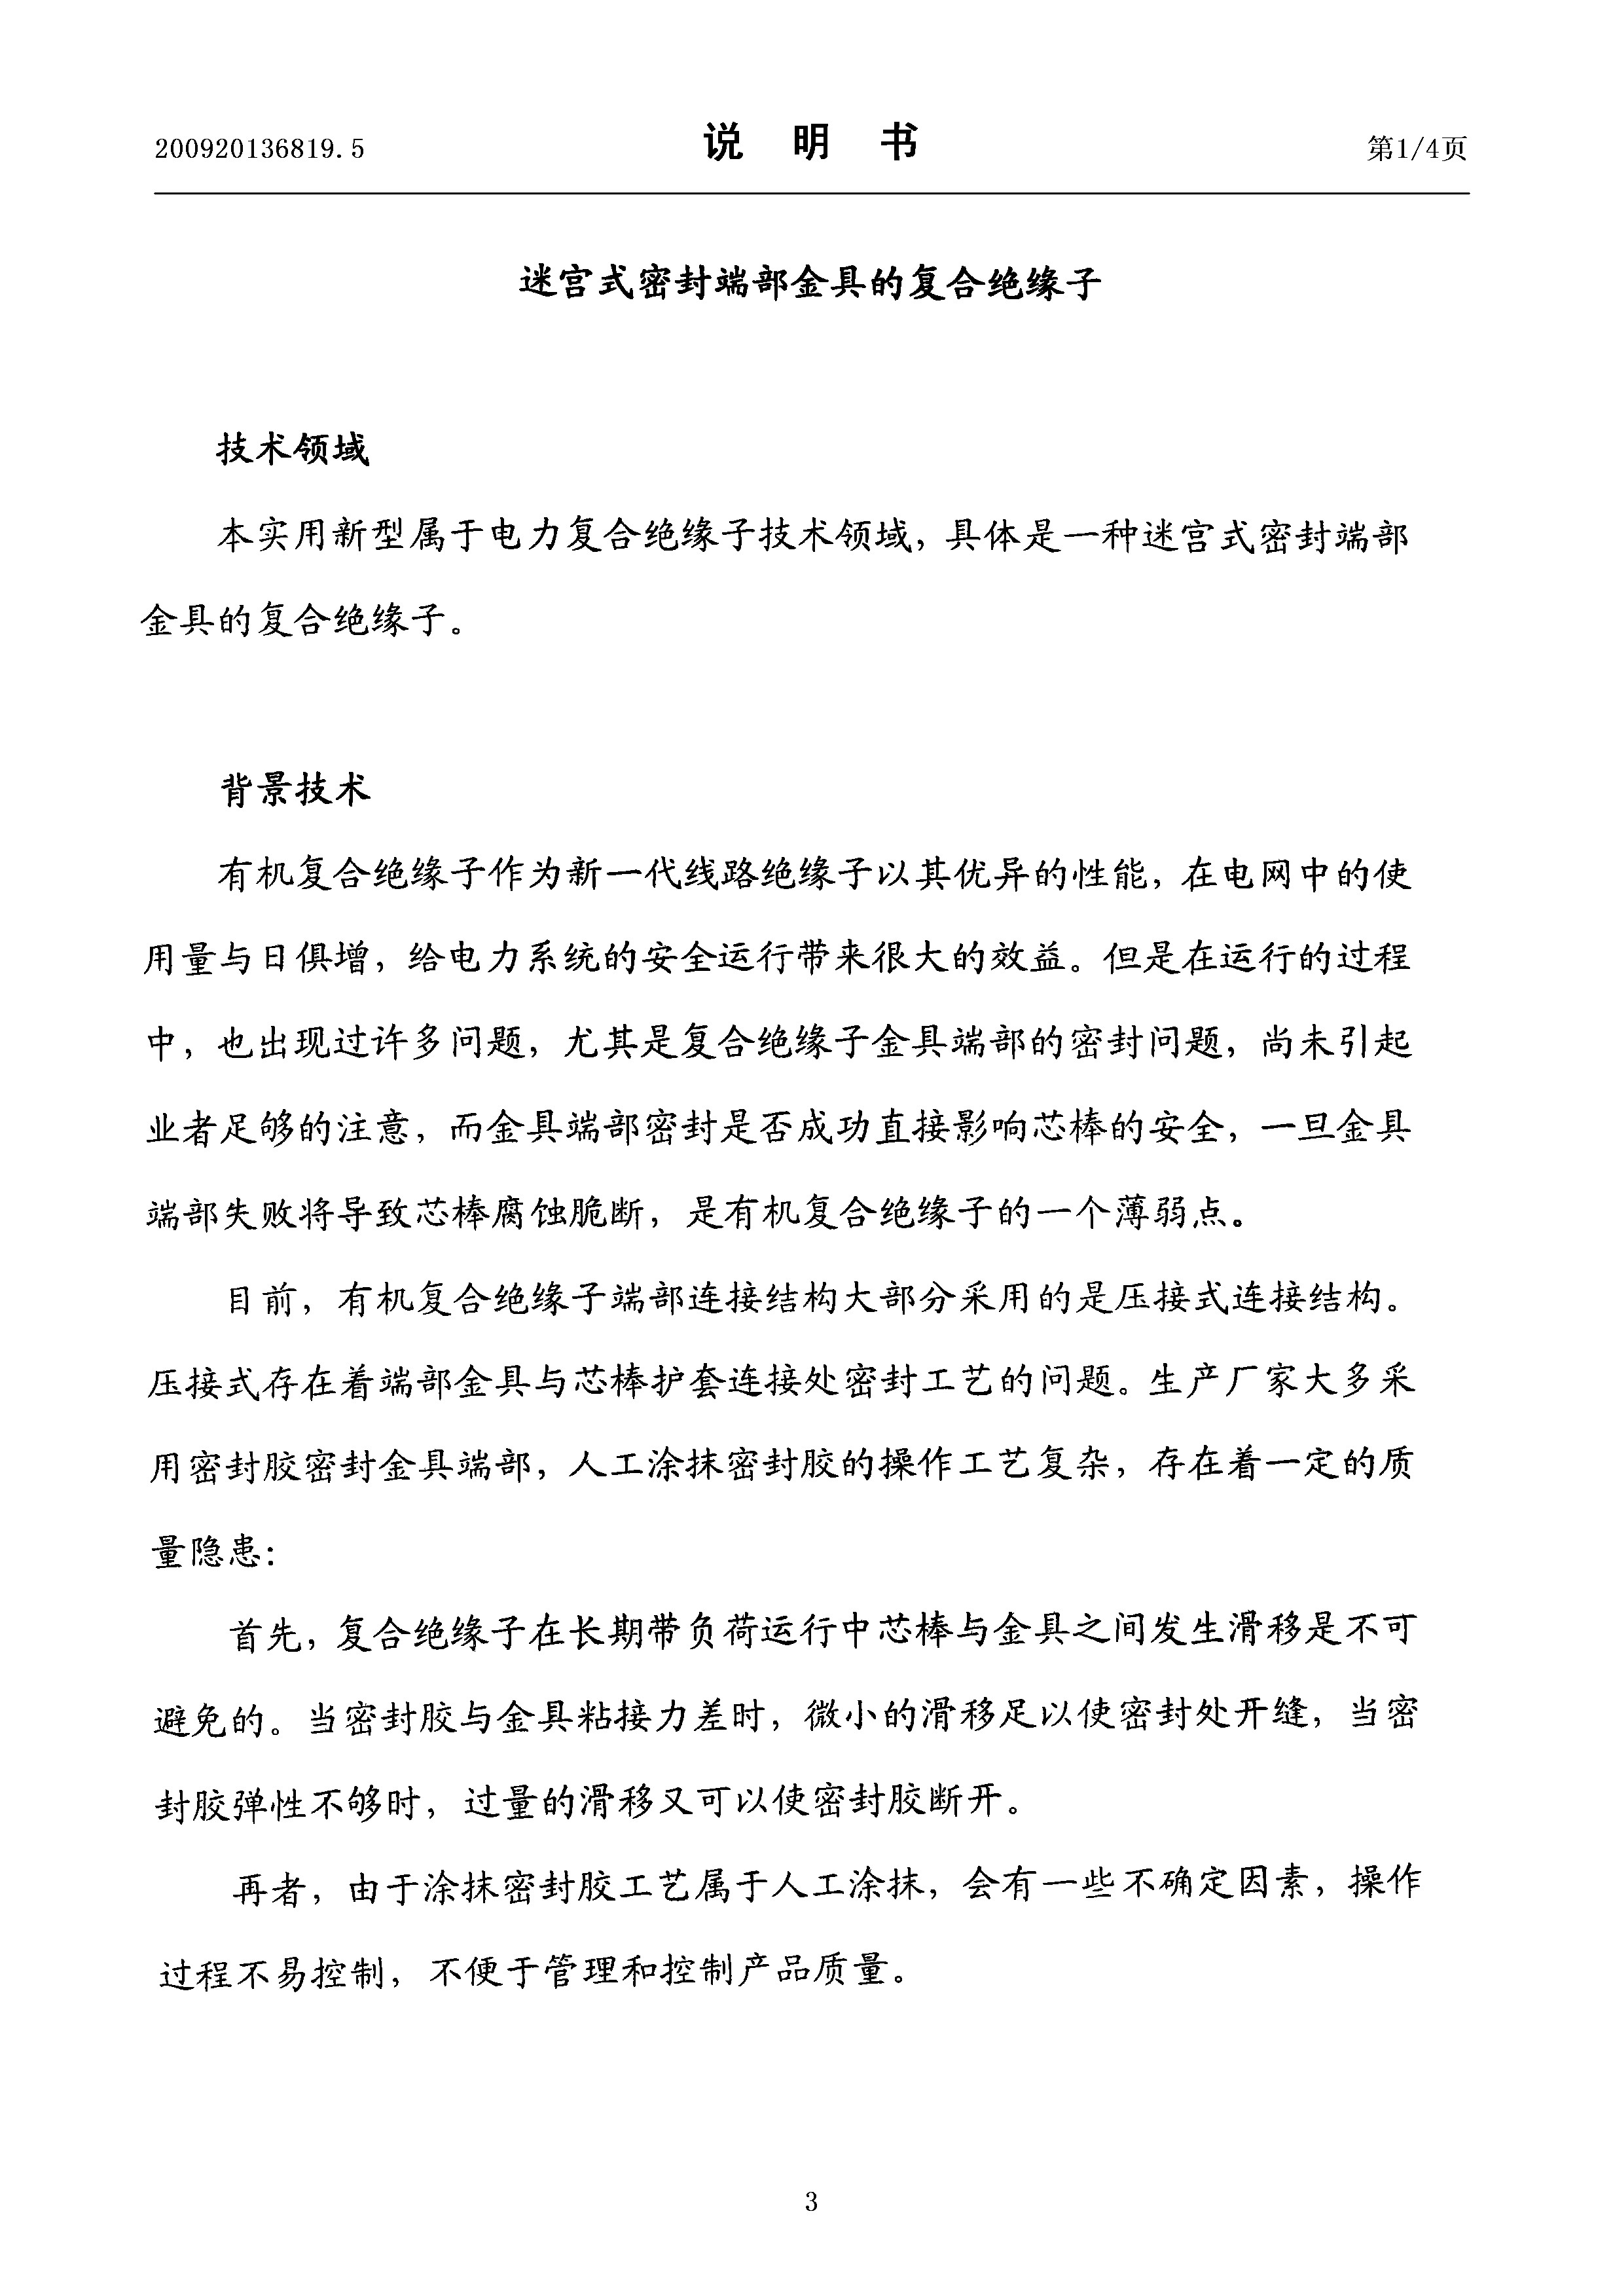 200920136819.5
说 明 书
第1/4页
迷宫式密封端部金具的复合绝缘子
技术领域
本实用新型属于电力复合绝缘子技术领域，具体是一种迷宫式密封端部
金具的复合绝缘子。
背景技术
有机复合绝缘子作为新一代线路绝缘子以其优异的性能，在电网中的使
用量与日俱增，给电力系统的安全运行带来很大的效益。但是在运行的过程
中，也出现过许多问题，尤其是复合绝缘子金具端部的密封问题，尚未引起
业者足够的注意，而金具端部密封是否成功直接影响芯棒的安全，一旦金具
端部失败将导致芯棒腐蚀脆断，是有机复合绝缘子的一个薄弱点。
目前，有机复合绝缘子端部连接结构大部分采用的是压接式连接结构。
压接式存在着端部金具与芯棒护套连接处密封工艺的问题。生产厂家大多采
用密封胶密封金具端部，人工涂抹密封胶的操作工艺复杂，存在着一定的质
量隐患：
首先，复合绝缘子在长期带负荷运行中芯棒与金具之间发生滑移是不可
避免的。当密封胶与金具粘接力差时，微小的滑移足以使密封处开缝，当密
封胶弹性不够时，过量的滑移又可以使密封胶断开。
再者，由于涂抹密封胶工艺属于人工涂抹，会有一些不确定因素，操作
过程不易控制，不便于管理和控制产品质量。
3